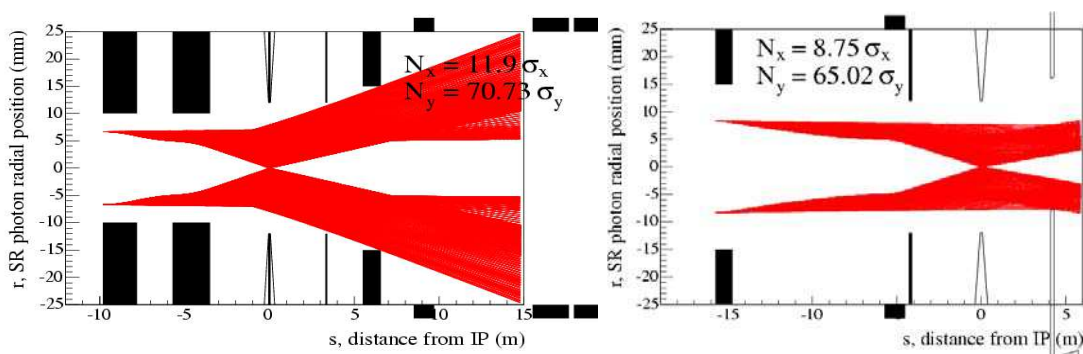 r, SR photon radial position (mm)
25
20
15
10
5
0
-5
-10
-15
-20
-25
N_x = 11.9 σ_x
N_y = 70.73 σ_y
-10 -5 0 5 10 15
s, distance from IP (m)
r, SR photon radial position (mm)
25
20
15
10
5
0
-5
-10
-15
-20
-25
N_x = 8.75 σ_x
N_y = 65.02 σ_y
-15 -10 -5 0 5
s, distance from IP (m)